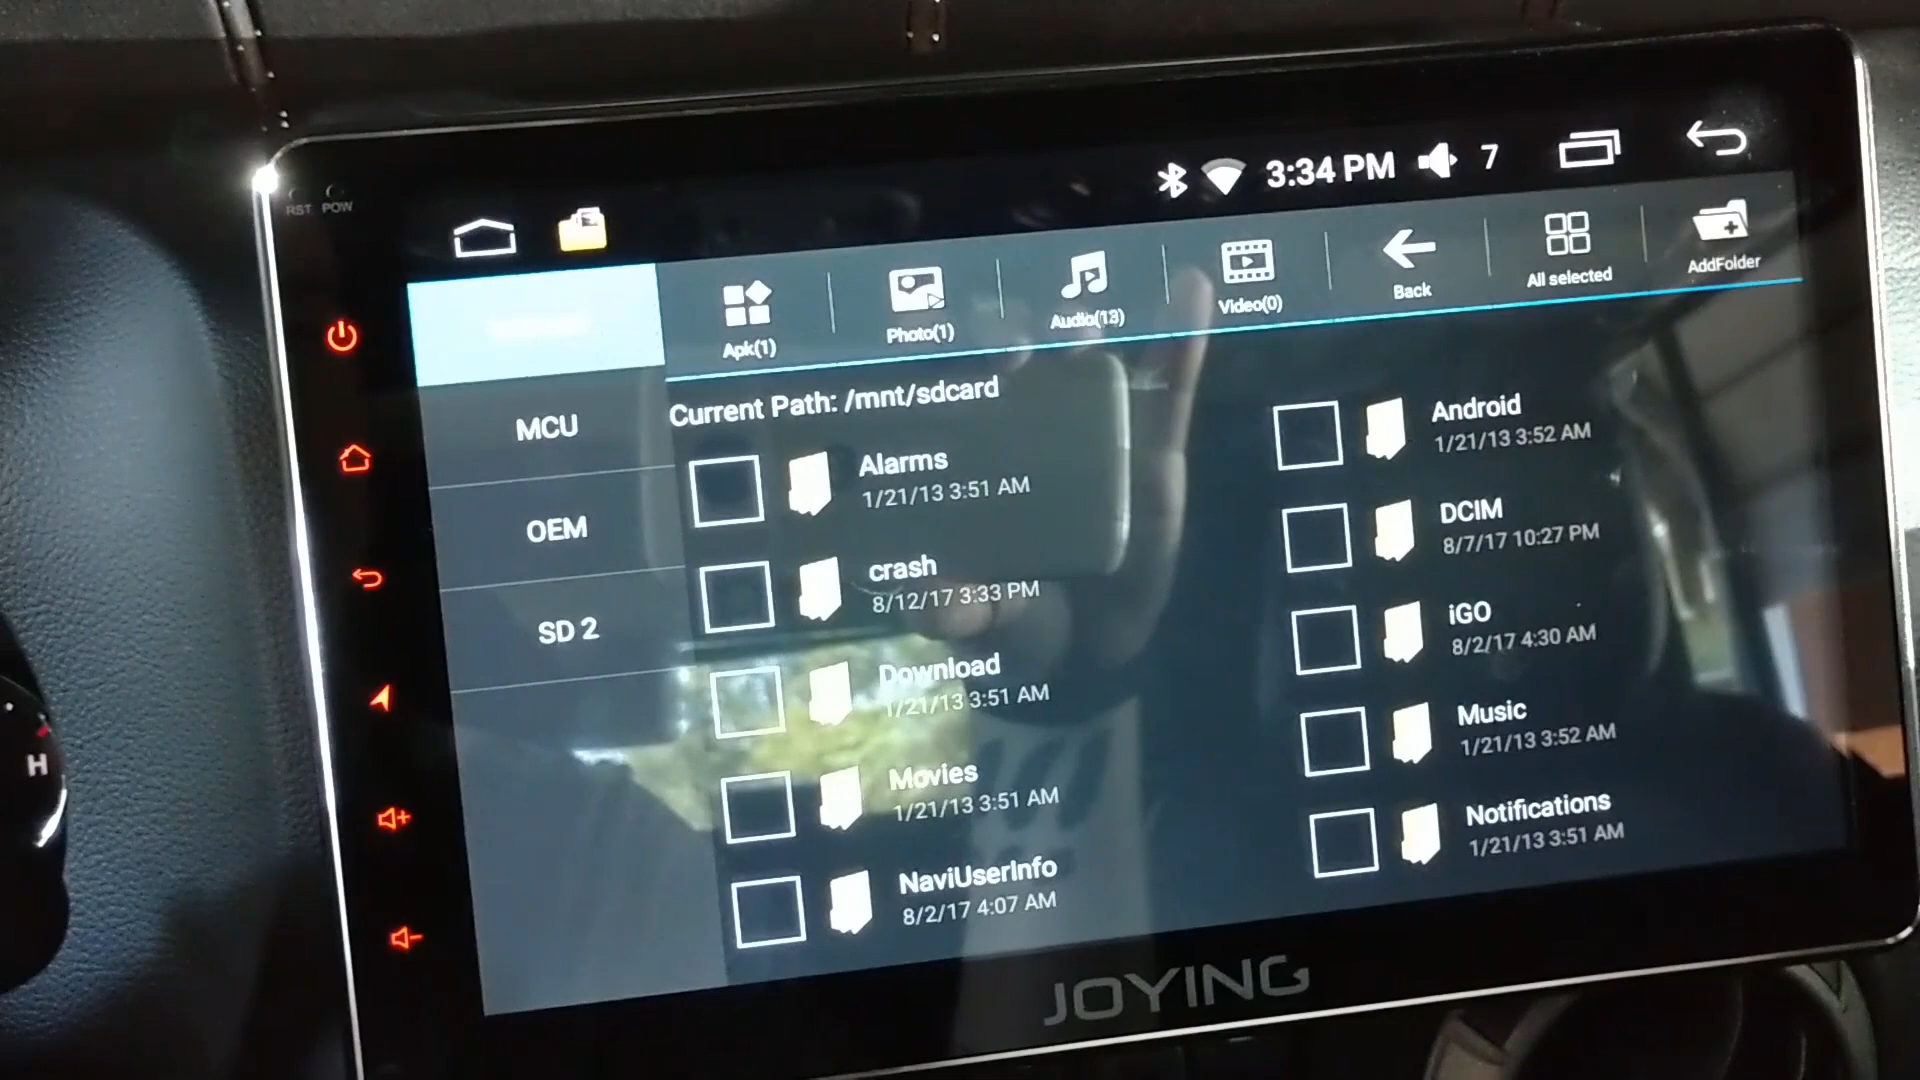 RST POW
3:34 PM 7
Apk(1)
Photo(1)
Audio(13)
Video(0)
Back
All selected
AddFolder
MCU
OEM
SD 2
Current Path: /mnt/sdcard
Alarms
1/21/13 3:51 AM
Android
1/21/13 3:52 AM
crash
8/12/17 3:33 PM
DCIM
8/7/17 10:27 PM
Download
1/21/13 3:51 AM
iGO
8/2/17 4:30 AM
Movies
1/21/13 3:51 AM
Music
1/21/13 3:52 AM
NaviUserInfo
8/2/17 4:07 AM
Notifications
1/21/13 3:51 AM
JOYING
H